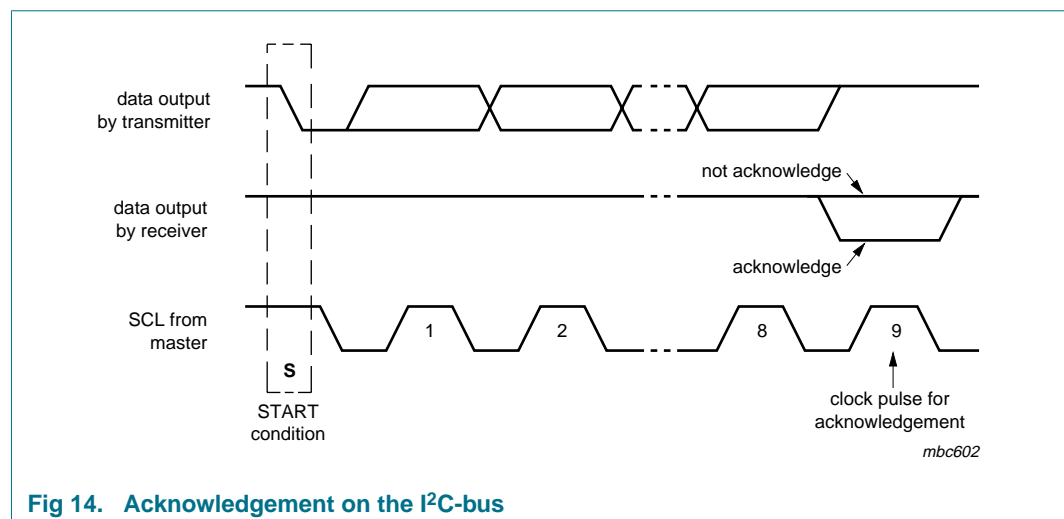 data output
by transmitter
not acknowledge
data output
by receiver
acknowledge
SCL from
master
1
2
8
9
S
START
condition
clock pulse for
acknowledgement
mbc602
Fig 14. Acknowledgement on the I²C-bus